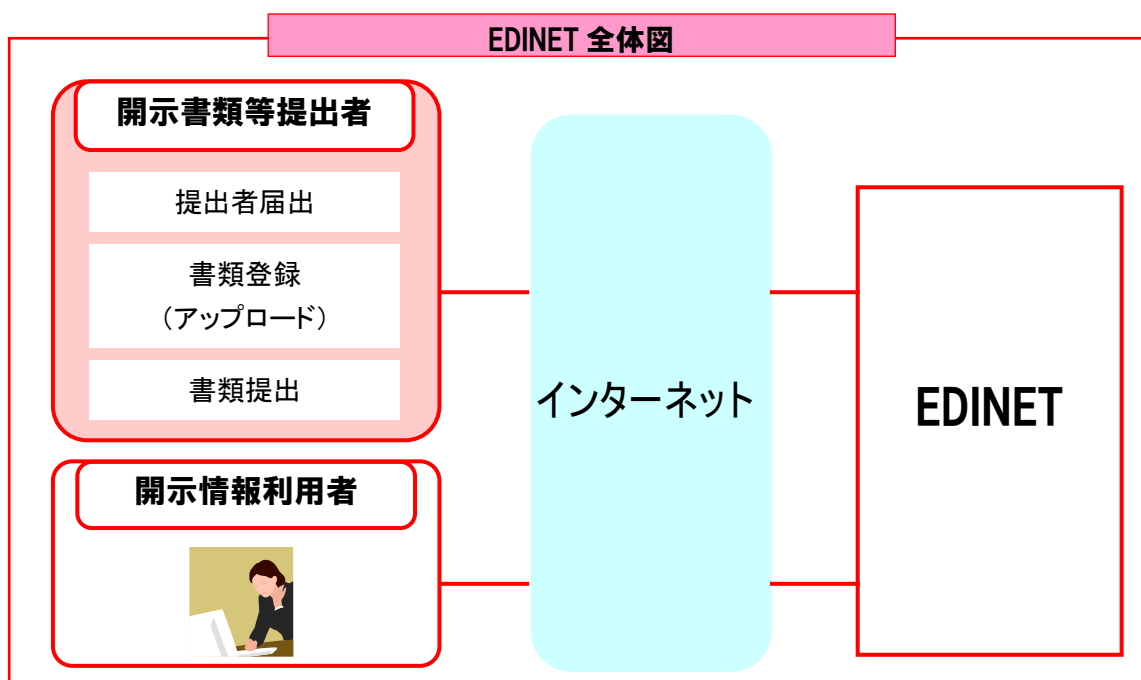 EDINET 全体図
開示書類等提出者
提出者届出
書類登録
（アップロード）
書類提出
開示情報利用者
インターネット
EDINET